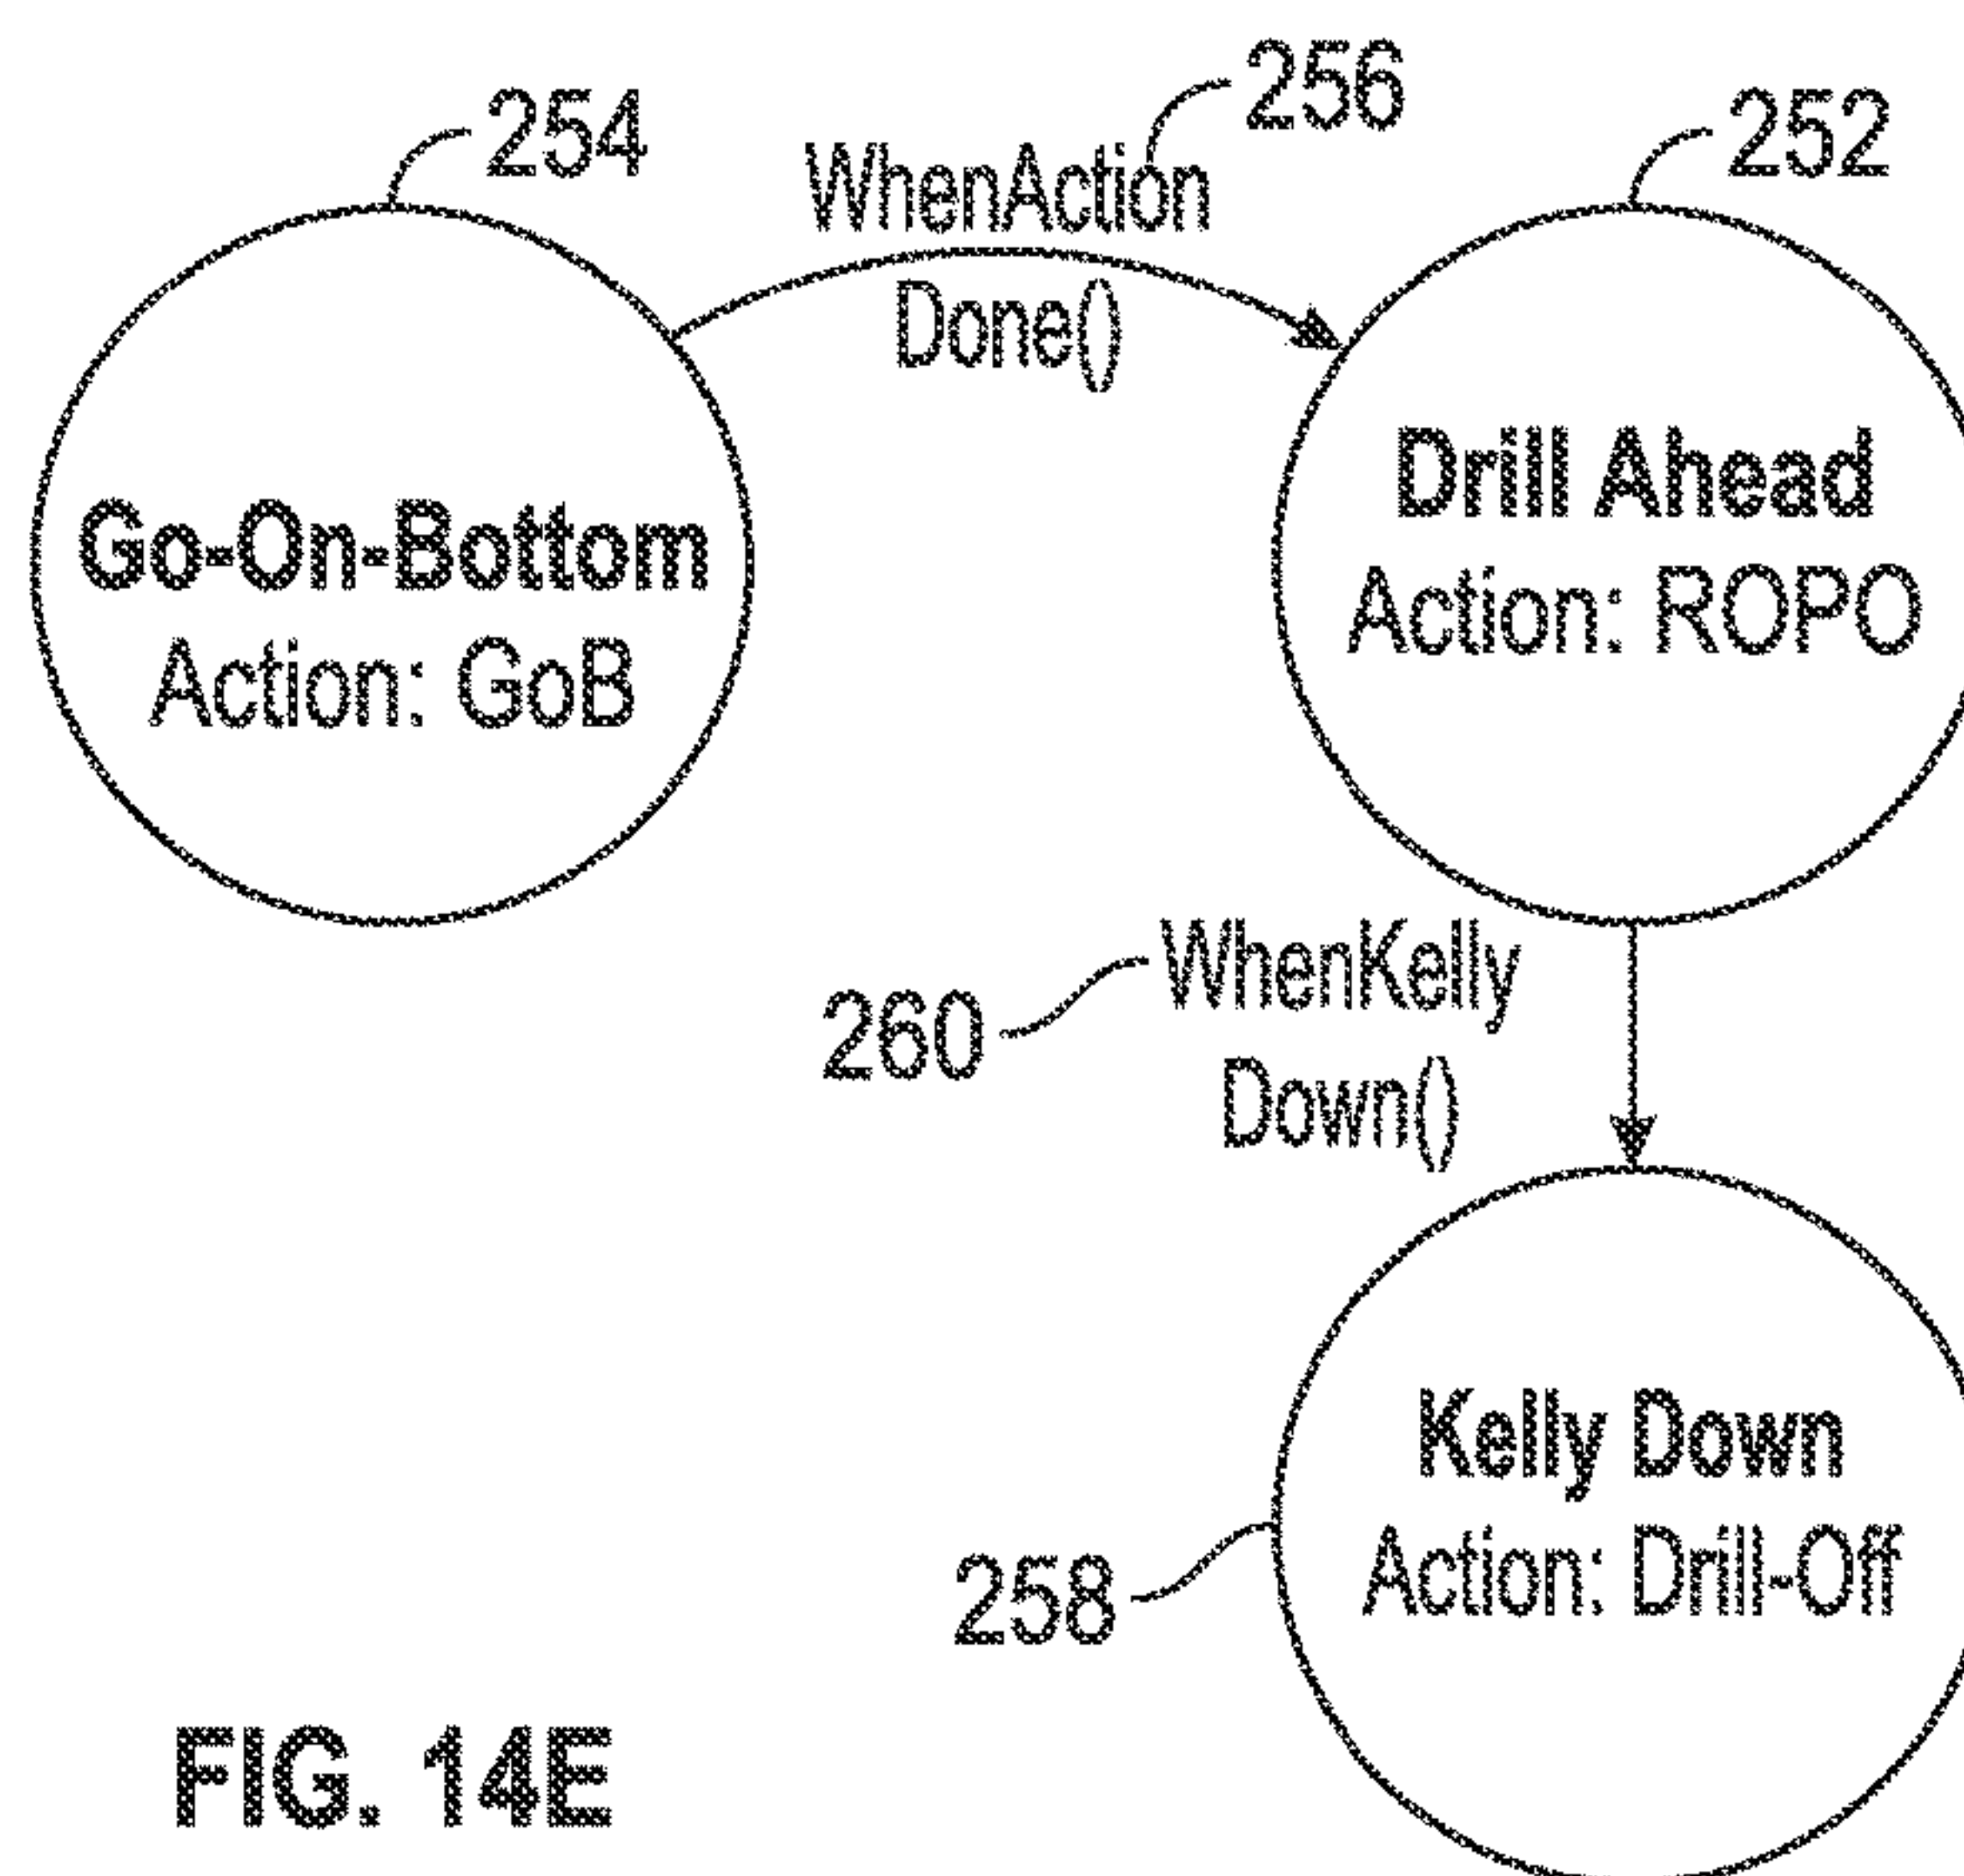 254
256
252
WhenAction
Done()
Go-On-Bottom
Action: GoB
Drill Ahead
Action: ROPO
260
WhenKelly
Down()
258
Kelly Down
Action: Drill-Off
FIG. 14E